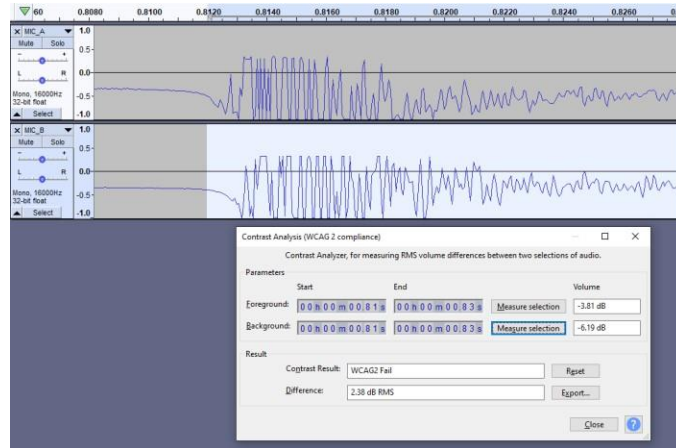 60 0.8080 0.8100 0.8120 0.8140 0.8160 0.8180 0.8200 0.8220 0.8240 0.8260
× MIC_A ▼ 1.0
Mute Solo
0.5
- +
L R 0.0
Mono, 16000Hz -0.5
32-bit float
▲ Select -1.0
× MIC_B ▼ 1.0
Mute Solo
0.5
- +
L R 0.0
Mono, 16000Hz -0.5
32-bit float
▲ Select -1.0
Contrast Analysis (WCAG 2 compliance)
Contrast Analyzer, for measuring RMS volume differences between two selections of audio.
Parameters
Start End Volume
Foreground: 00h00m00.81s 00h00m00.83s Measure selection -3.81 dB
Background: 00h00m00.81s 00h00m00.83s Measure selection -6.19 dB
Result
Contrast Result: WCAG2 Fail Reset
Difference: 2.38 dB RMS Export...
Close ?